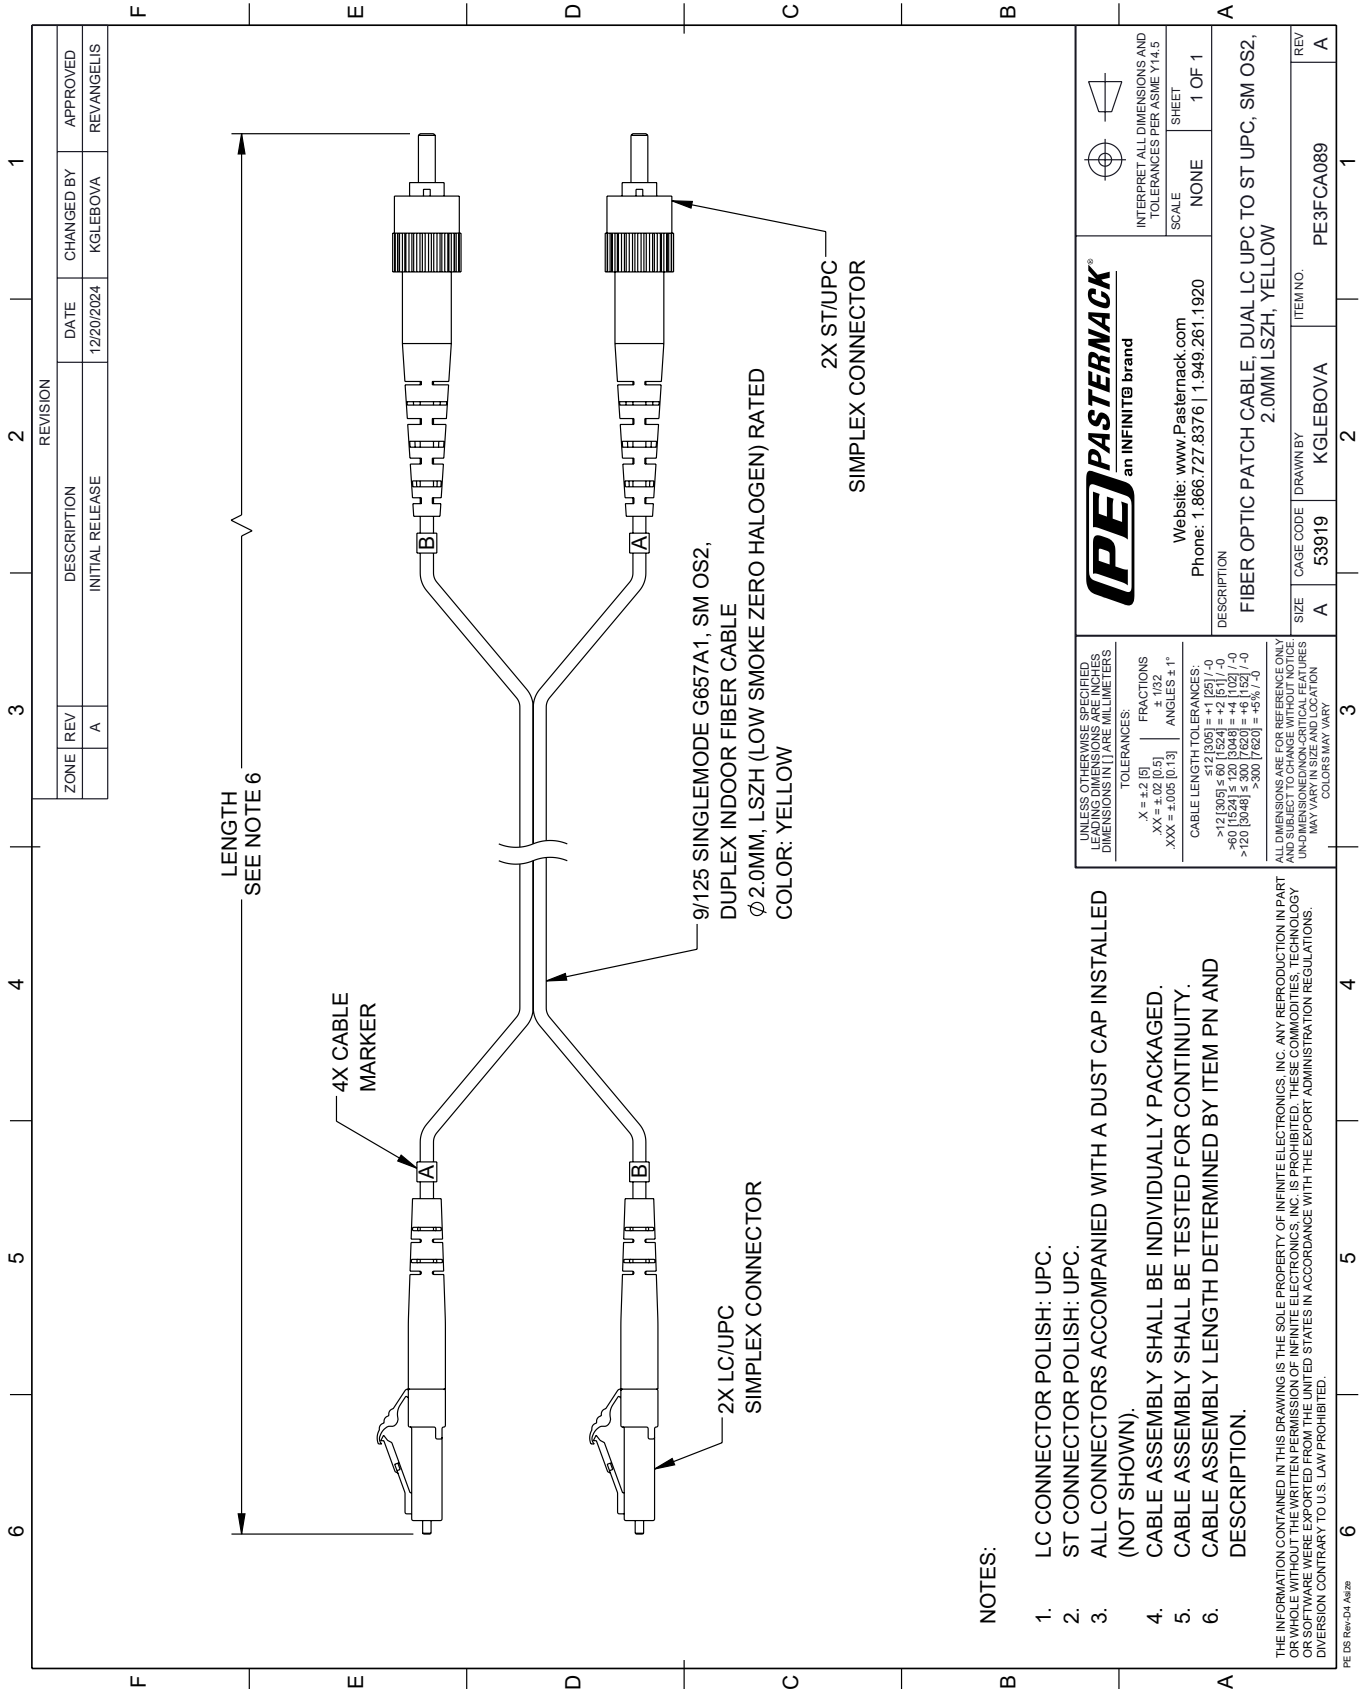 REVISION
ZONE REV DESCRIPTION DATE CHANGED BY APPROVED
A INITIAL RELEASE 12/20/2024 KGLEBOVA REVANGELIS
6 5 4 3 2 1
F
E
D
C
B
A
LENGTH
SEE NOTE 6
4X CABLE
MARKER
A
B
B
A
2X LC/UPC
SIMPLEX CONNECTOR
9/125 SINGLEMODE G657A1, SM OS2,
DUPLEX INDOOR FIBER CABLE
Ø 2.0MM, LSZH (LOW SMOKE ZERO HALOGEN) RATED
COLOR: YELLOW
2X ST/UPC
SIMPLEX CONNECTOR
NOTES:
1. LC CONNECTOR POLISH: UPC.
2. ST CONNECTOR POLISH: UPC.
3. ALL CONNECTORS ACCOMPANIED WITH A DUST CAP INSTALLED
(NOT SHOWN).
4. CABLE ASSEMBLY SHALL BE INDIVIDUALLY PACKAGED.
5. CABLE ASSEMBLY SHALL BE TESTED FOR CONTINUITY.
6. CABLE ASSEMBLY LENGTH DETERMINED BY ITEM PN AND
DESCRIPTION.
THE INFORMATION CONTAINED IN THIS DRAWING IS THE SOLE PROPERTY OF INFINITE ELECTRONICS, INC. ANY REPRODUCTION IN PART
OR WHOLE WITHOUT THE WRITTEN PERMISSION OF INFINITE ELECTRONICS, INC. IS PROHIBITED. THESE COMMODITIES, TECHNOLOGY
OR SOFTWARE WERE EXPORTED FROM THE UNITED STATES IN ACCORDANCE WITH THE EXPORT ADMINISTRATION REGULATIONS.
DIVERSION CONTRARY TO U.S. LAW PROHIBITED.
UNLESS OTHERWISE SPECIFIED
LEADING DIMENSIONS ARE INCHES
DIMENSIONS IN [ ] ARE MILLIMETERS
TOLERANCES:
.X = ±.2 [5] FRACTIONS
.XX = ±.02 [0.5] ± 1/32
.XXX = ±.005 [0.13] ANGLES ± 1°
CABLE LENGTH TOLERANCES:
≤12 [305] = +1 [25] / -0
>12 [305] ≤ 60 [1524] = +2 [51] / -0
>60 [1524] ≤ 120 [3048] = +4 [102] / -0
>120 [3048] ≤ 300 [7620] = +6 [152] / -0
>300 [7620] = +5% / -0
ALL DIMENSIONS ARE FOR REFERENCE ONLY
AND SUBJECT TO CHANGE WITHOUT NOTICE.
UN-DIMENSIONED/NON-CRITICAL FEATURES
MAY VARY IN SIZE AND LOCATION
COLORS MAY VARY
PE PASTERNACK®
an INFINIT@ brand
Website: www.Pasternack.com
Phone: 1.866.727.8376 | 1.949.261.1920
INTERPRET ALL DIMENSIONS AND
TOLERANCES PER ASME Y14.5
SCALE NONE
SHEET 1 OF 1
DESCRIPTION
FIBER OPTIC PATCH CABLE, DUAL LC UPC TO ST UPC, SM OS2,
2.0MM LSZH, YELLOW
SIZE CAGE CODE DRAWN BY ITEM NO. REV
A 53919 KGLEBOVA PE3FCA089 A
6 5 4 3 2 1
F
E
D
C
B
A
PE DS Rev-D4 Asize